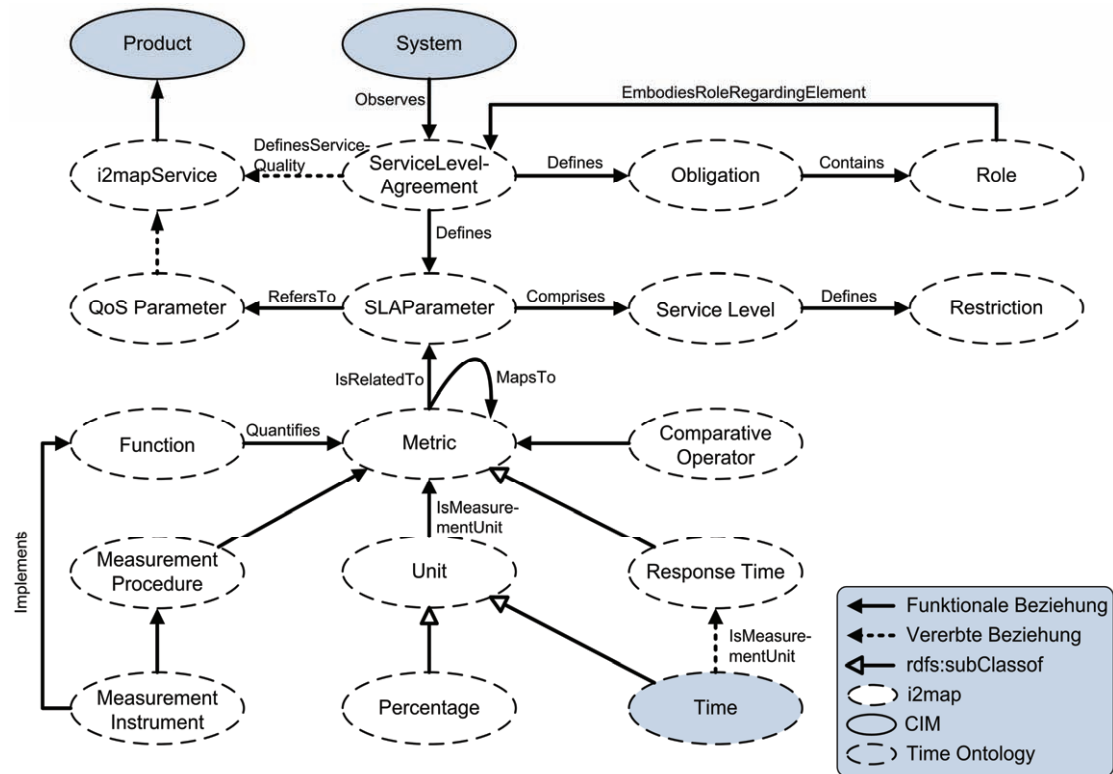 Product
System
Observes
EmbodiesRoleRegardingElement
DefinesService-
Quality
i2mapService
ServiceLevel-
Agreement
Defines
Obligation
Contains
Role
Defines
QoS Parameter
RefersTo
SLAParameter
Comprises
Service Level
Defines
Restriction
IsRelatedTo
MapsTo
Function
Quantifies
Metric
Comparative
Operator
IsMeasure-
mentUnit
Implements
Measurement
Procedure
Unit
Response Time
IsMeasure-
mentUnit
Measurement
Instrument
Percentage
Time
Funktionale Beziehung
Vererbte Beziehung
rdfs:subClassof
i2map
CIM
Time Ontology